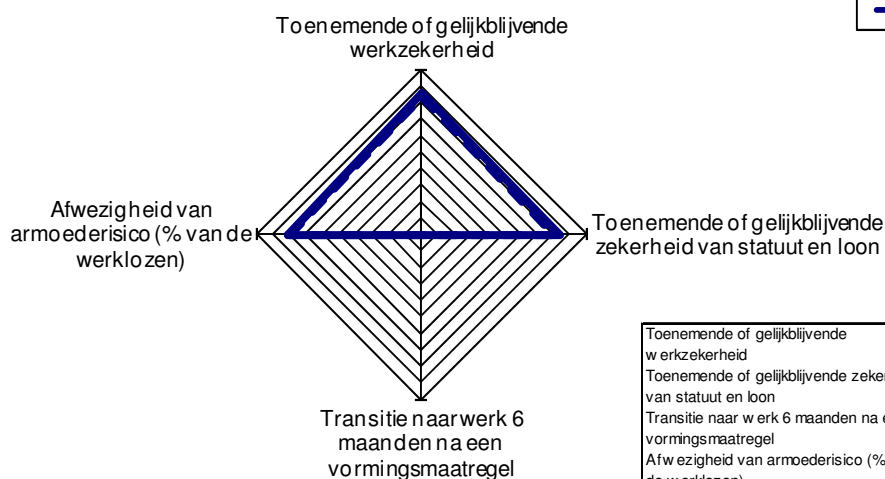 Toenemende of gelijkblijvende
werkzekerheid
Afwezigheid van
armoederisico (% van de
werklozen)
Toenemende of gelijkblijvende
zekerheid van statuut en loon
Transitie naar werk 6
maanden na een
vormingsmaatregel
Toenemende of gelijkblijvende
werkzekerheid
Toenemende of gelijkblijvende
van statuut en loon
Transitie naar werk 6 maanden na
vormingsmaatregel
Afwezigheid van armoederisico (%